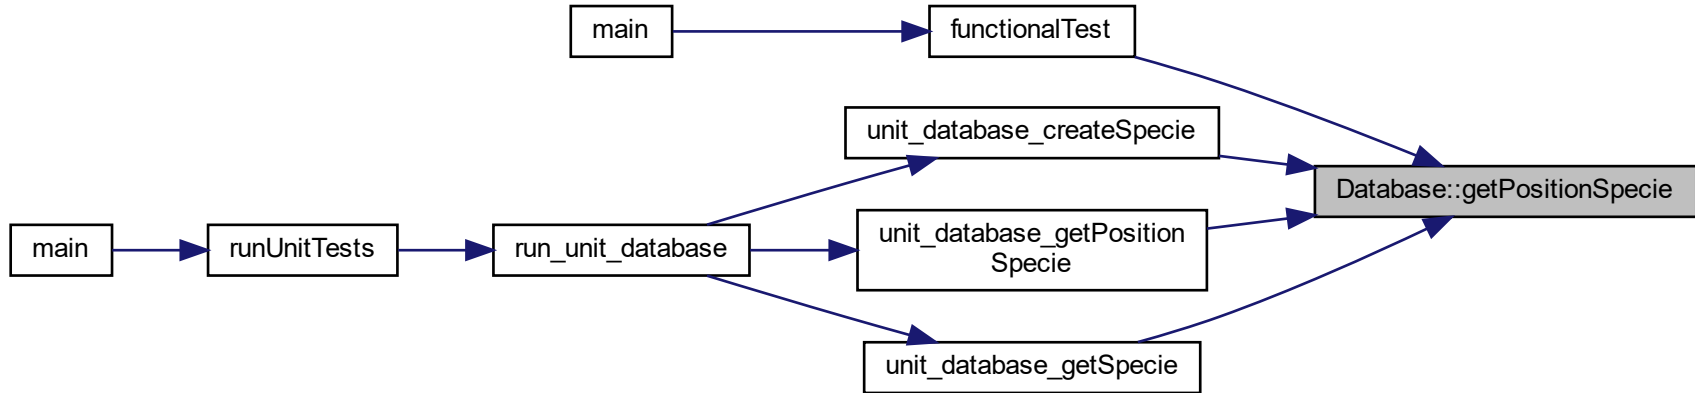 main
functionalTest
unit_database_createSpecie
Database::getPositionSpecie
main
runUnitTests
run_unit_database
unit_database_getPosition
Specie
unit_database_getSpecie